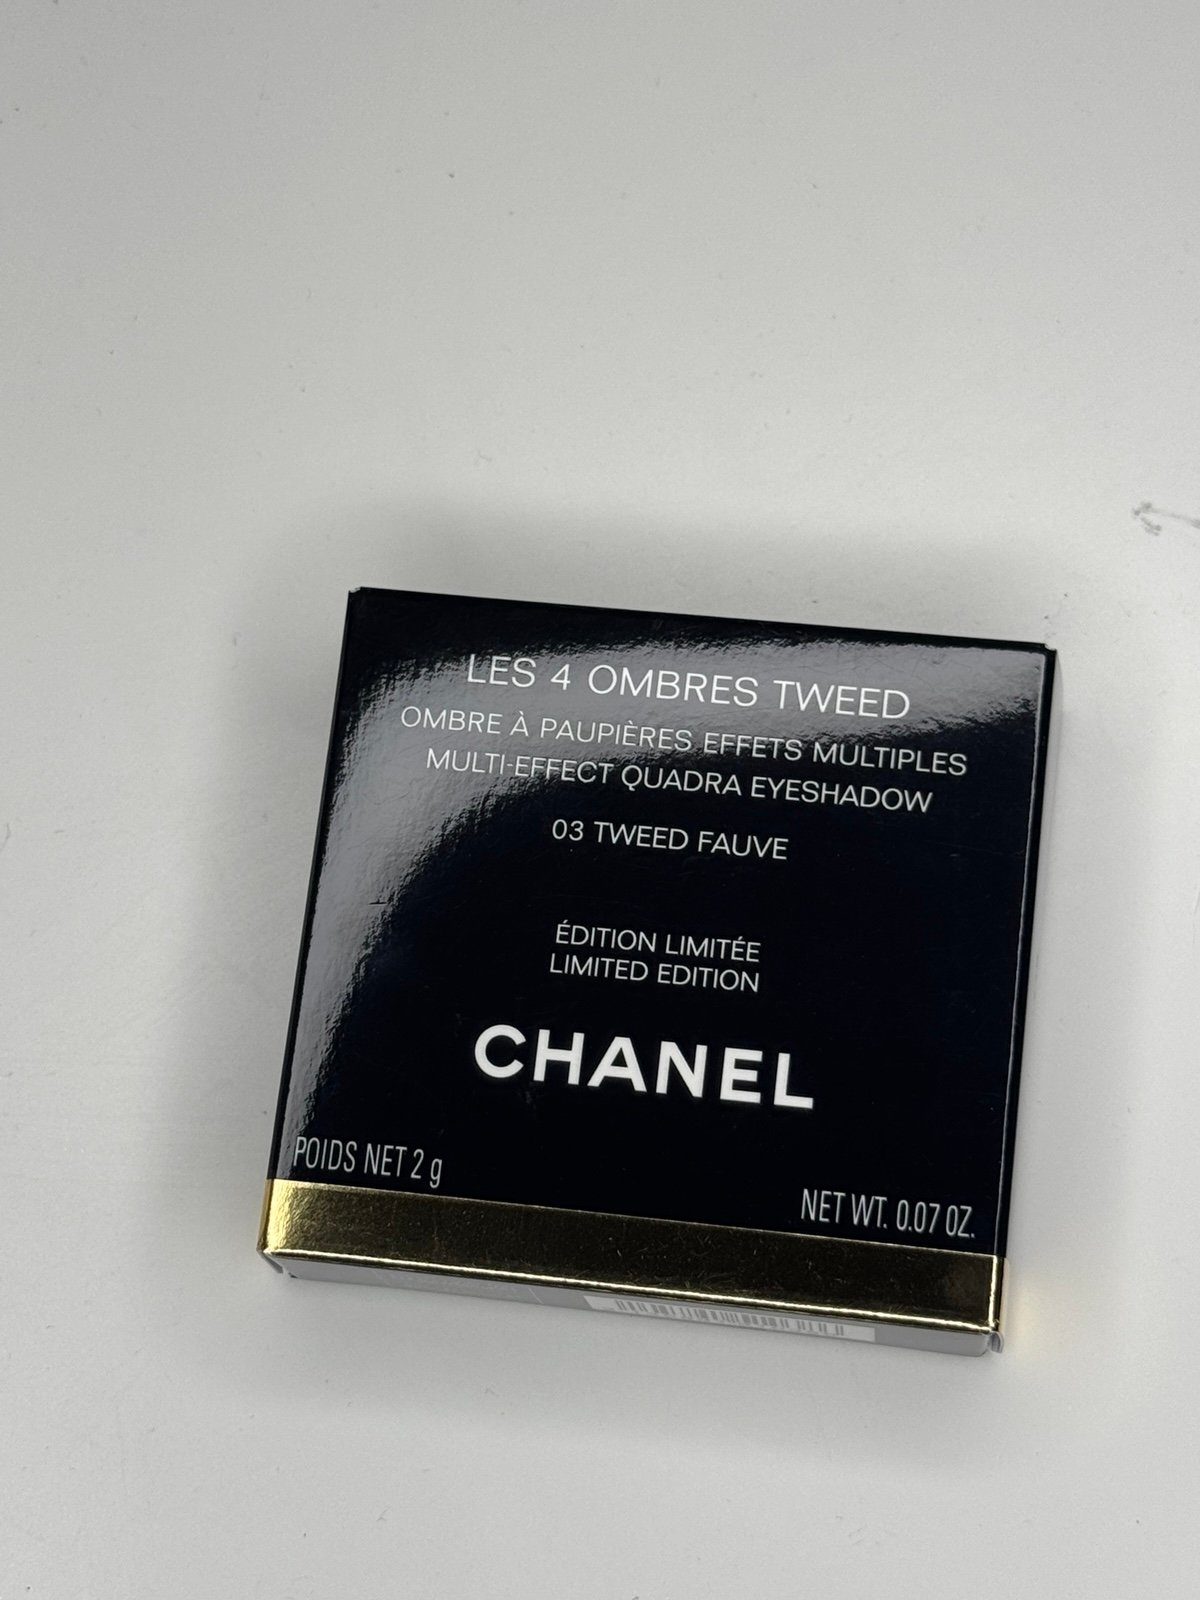 LES 4 OMBRES TWEED
OMBRE À PAUPIÈRES EFFETS MULTIPLES
MULTI-EFFECT QUADRA EYESHADOW
03 TWEED FAUVE
ÉDITION LIMITÉE
LIMITED EDITION
CHANEL
POIDS NET 2 g
NET WT. 0.07 OZ.